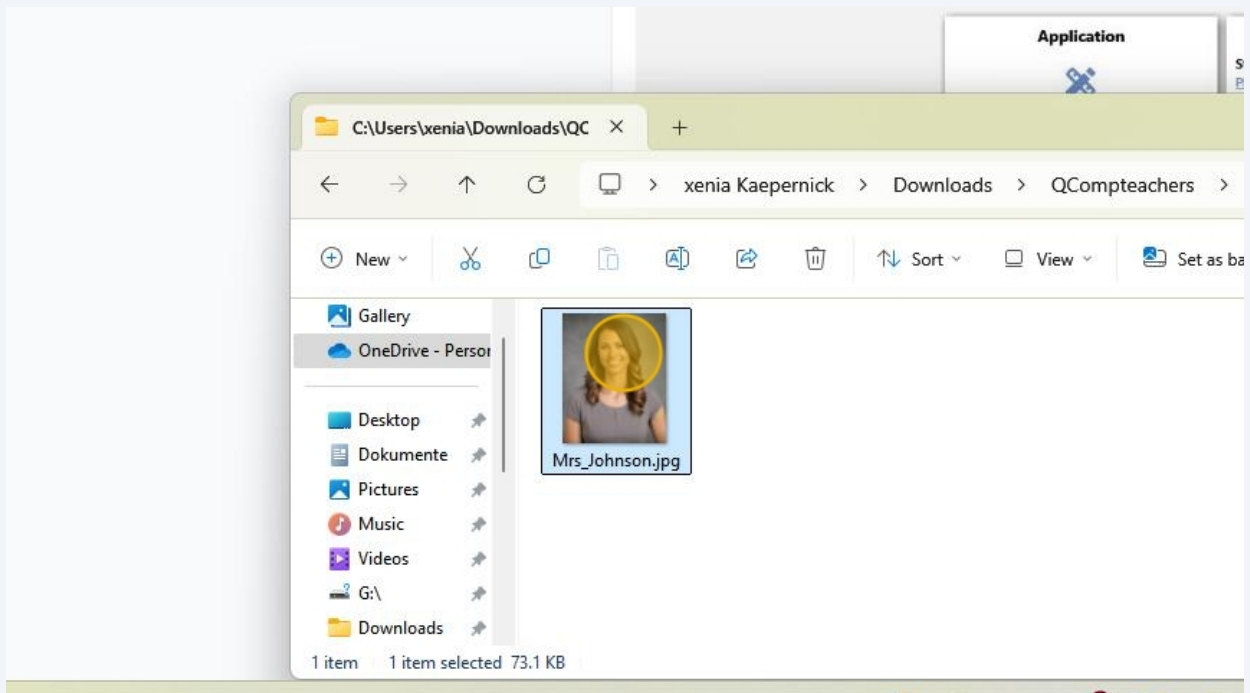 Application
C:\Users\xenia\Downloads\QC
xenia Kaepernick > Downloads > QCompteachers >
New Sort View Set as ba
Gallery
OneDrive - Person
Desktop
Dokumente
Pictures
Music
Videos
G:\
Downloads
Mrs_Johnson.jpg
1 item 1 item selected 73.1 KB